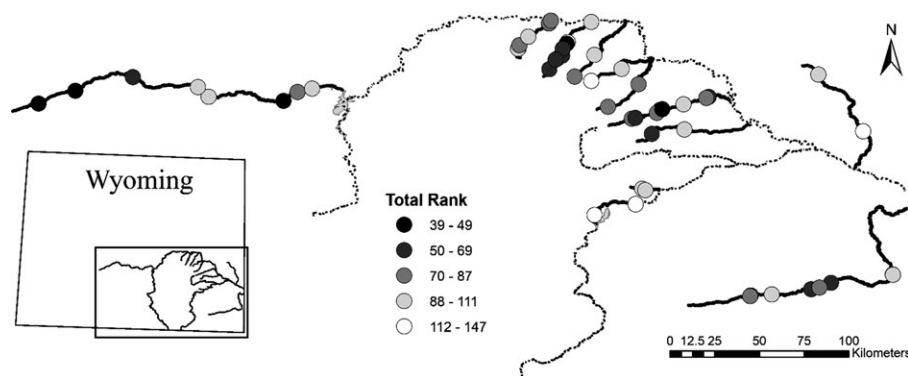 N
Wyoming
Total Rank
39 - 49
50 - 69
70 - 87
88 - 111
112 - 147
0 12.5 25 50 75 100
Kilometers